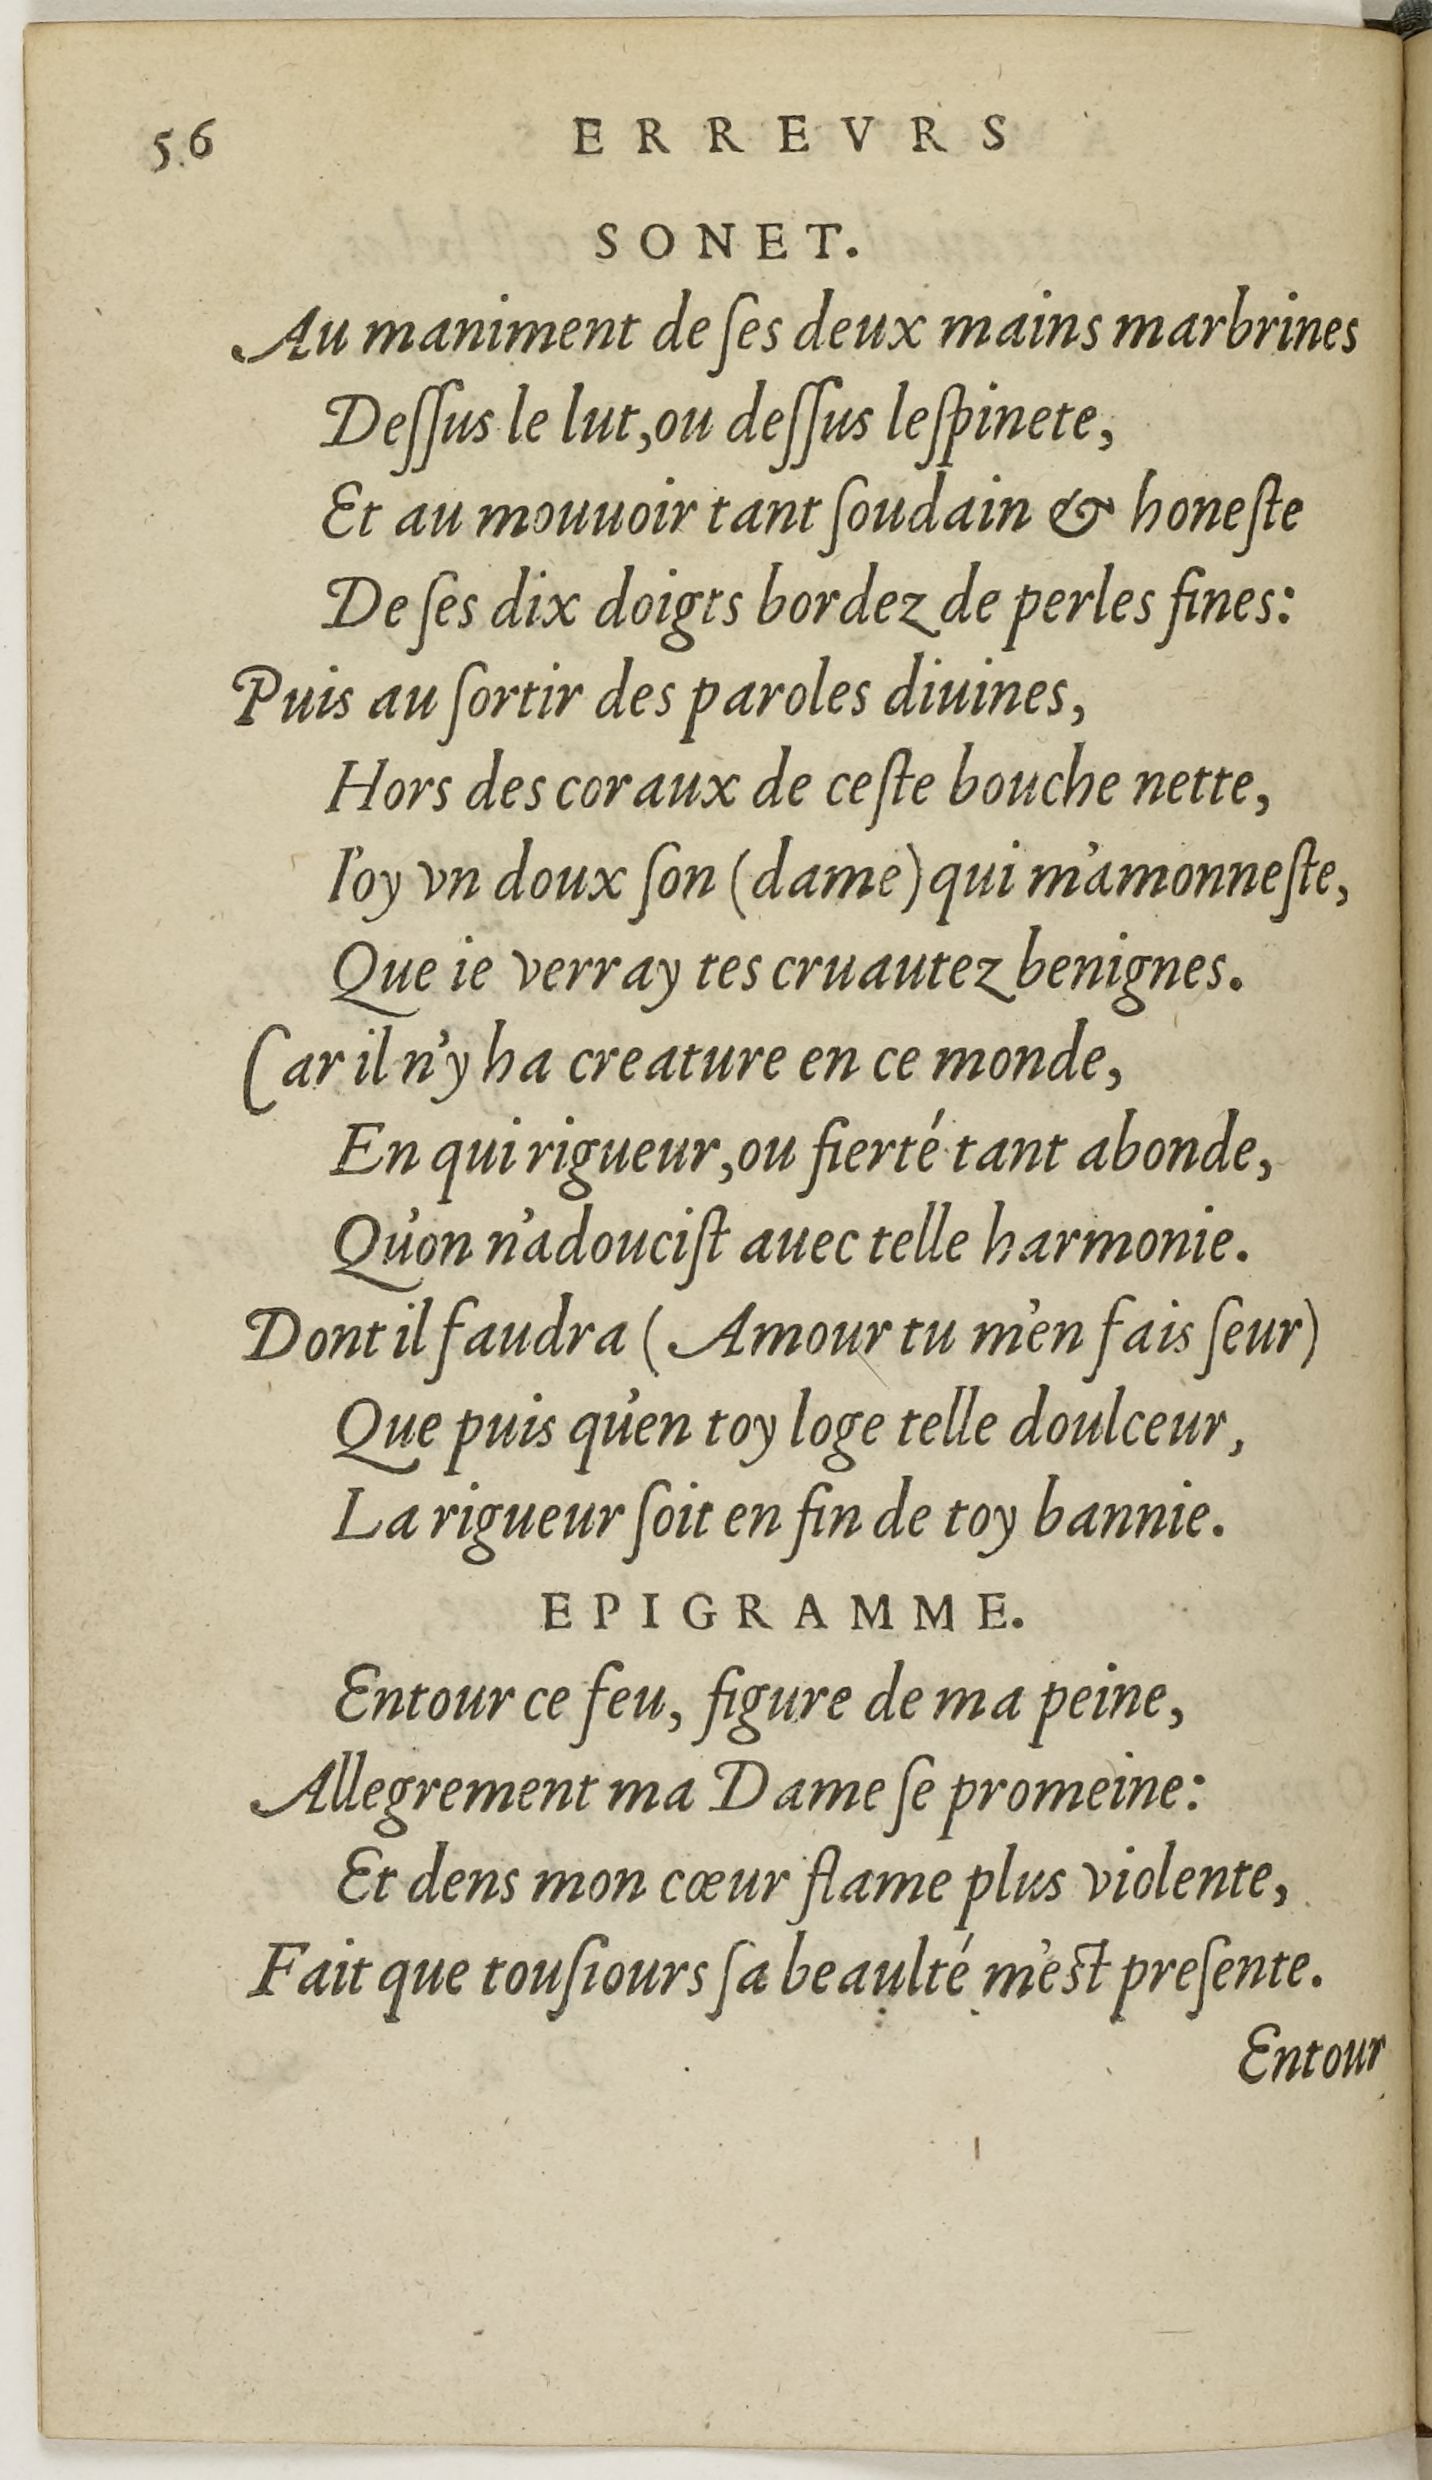 56 ERREVRS
SONET.
Au maniment de ſes deux mains marbrines
Deſſus le lut, ou deſſus leſpinete,
Et au mouuoir tant ſoudain & honeſte
De ſes dix doigts bordez de perles fines:
Puis au ſortir des paroles diuines,
Hors des coraux de ceſte bouche nette,
I'oy vn doux ſon (dame) qui m'amonneſte,
Que ie verray tes cruautez benignes.
Car il n'y ha creature en ce monde,
En qui rigueur, ou fierté tant abonde,
Qu'on n'adouciſt auec telle harmonie.
Dont il faudra (Amour tu m'en fais ſeur)
Que puis qu'en toy loge telle doulceur,
La rigueur ſoit en fin de toy bannie.
EPIGRAMME.
Entour ce feu, figure de ma peine,
Allegrement ma Dame ſe promeine:
Et dens mon cœur flame plus violente,
Fait que touſiours ſa beaulté m'eſt preſente.
Entour